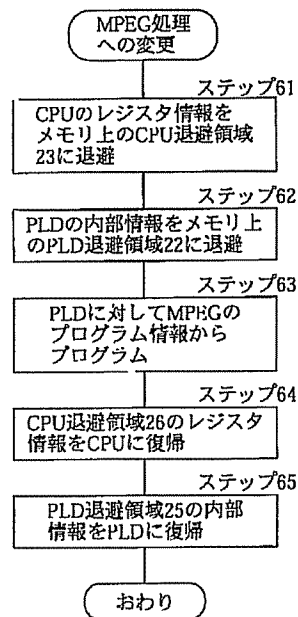 MPEG処理
への変更
ステップ61
CPUのレジスタ情報を
メモリ上のCPU退避領域
23に退避
ステップ62
PLDの内部情報をメモリ上
のPLD退避領域22に退避
ステップ63
PLDに対してMPEGの
プログラム情報から
プログラム
ステップ64
CPU退避領域26のレジスタ
情報をCPUに復帰
ステップ65
PLD退避領域25の内部
情報をPLDに復帰
おわり